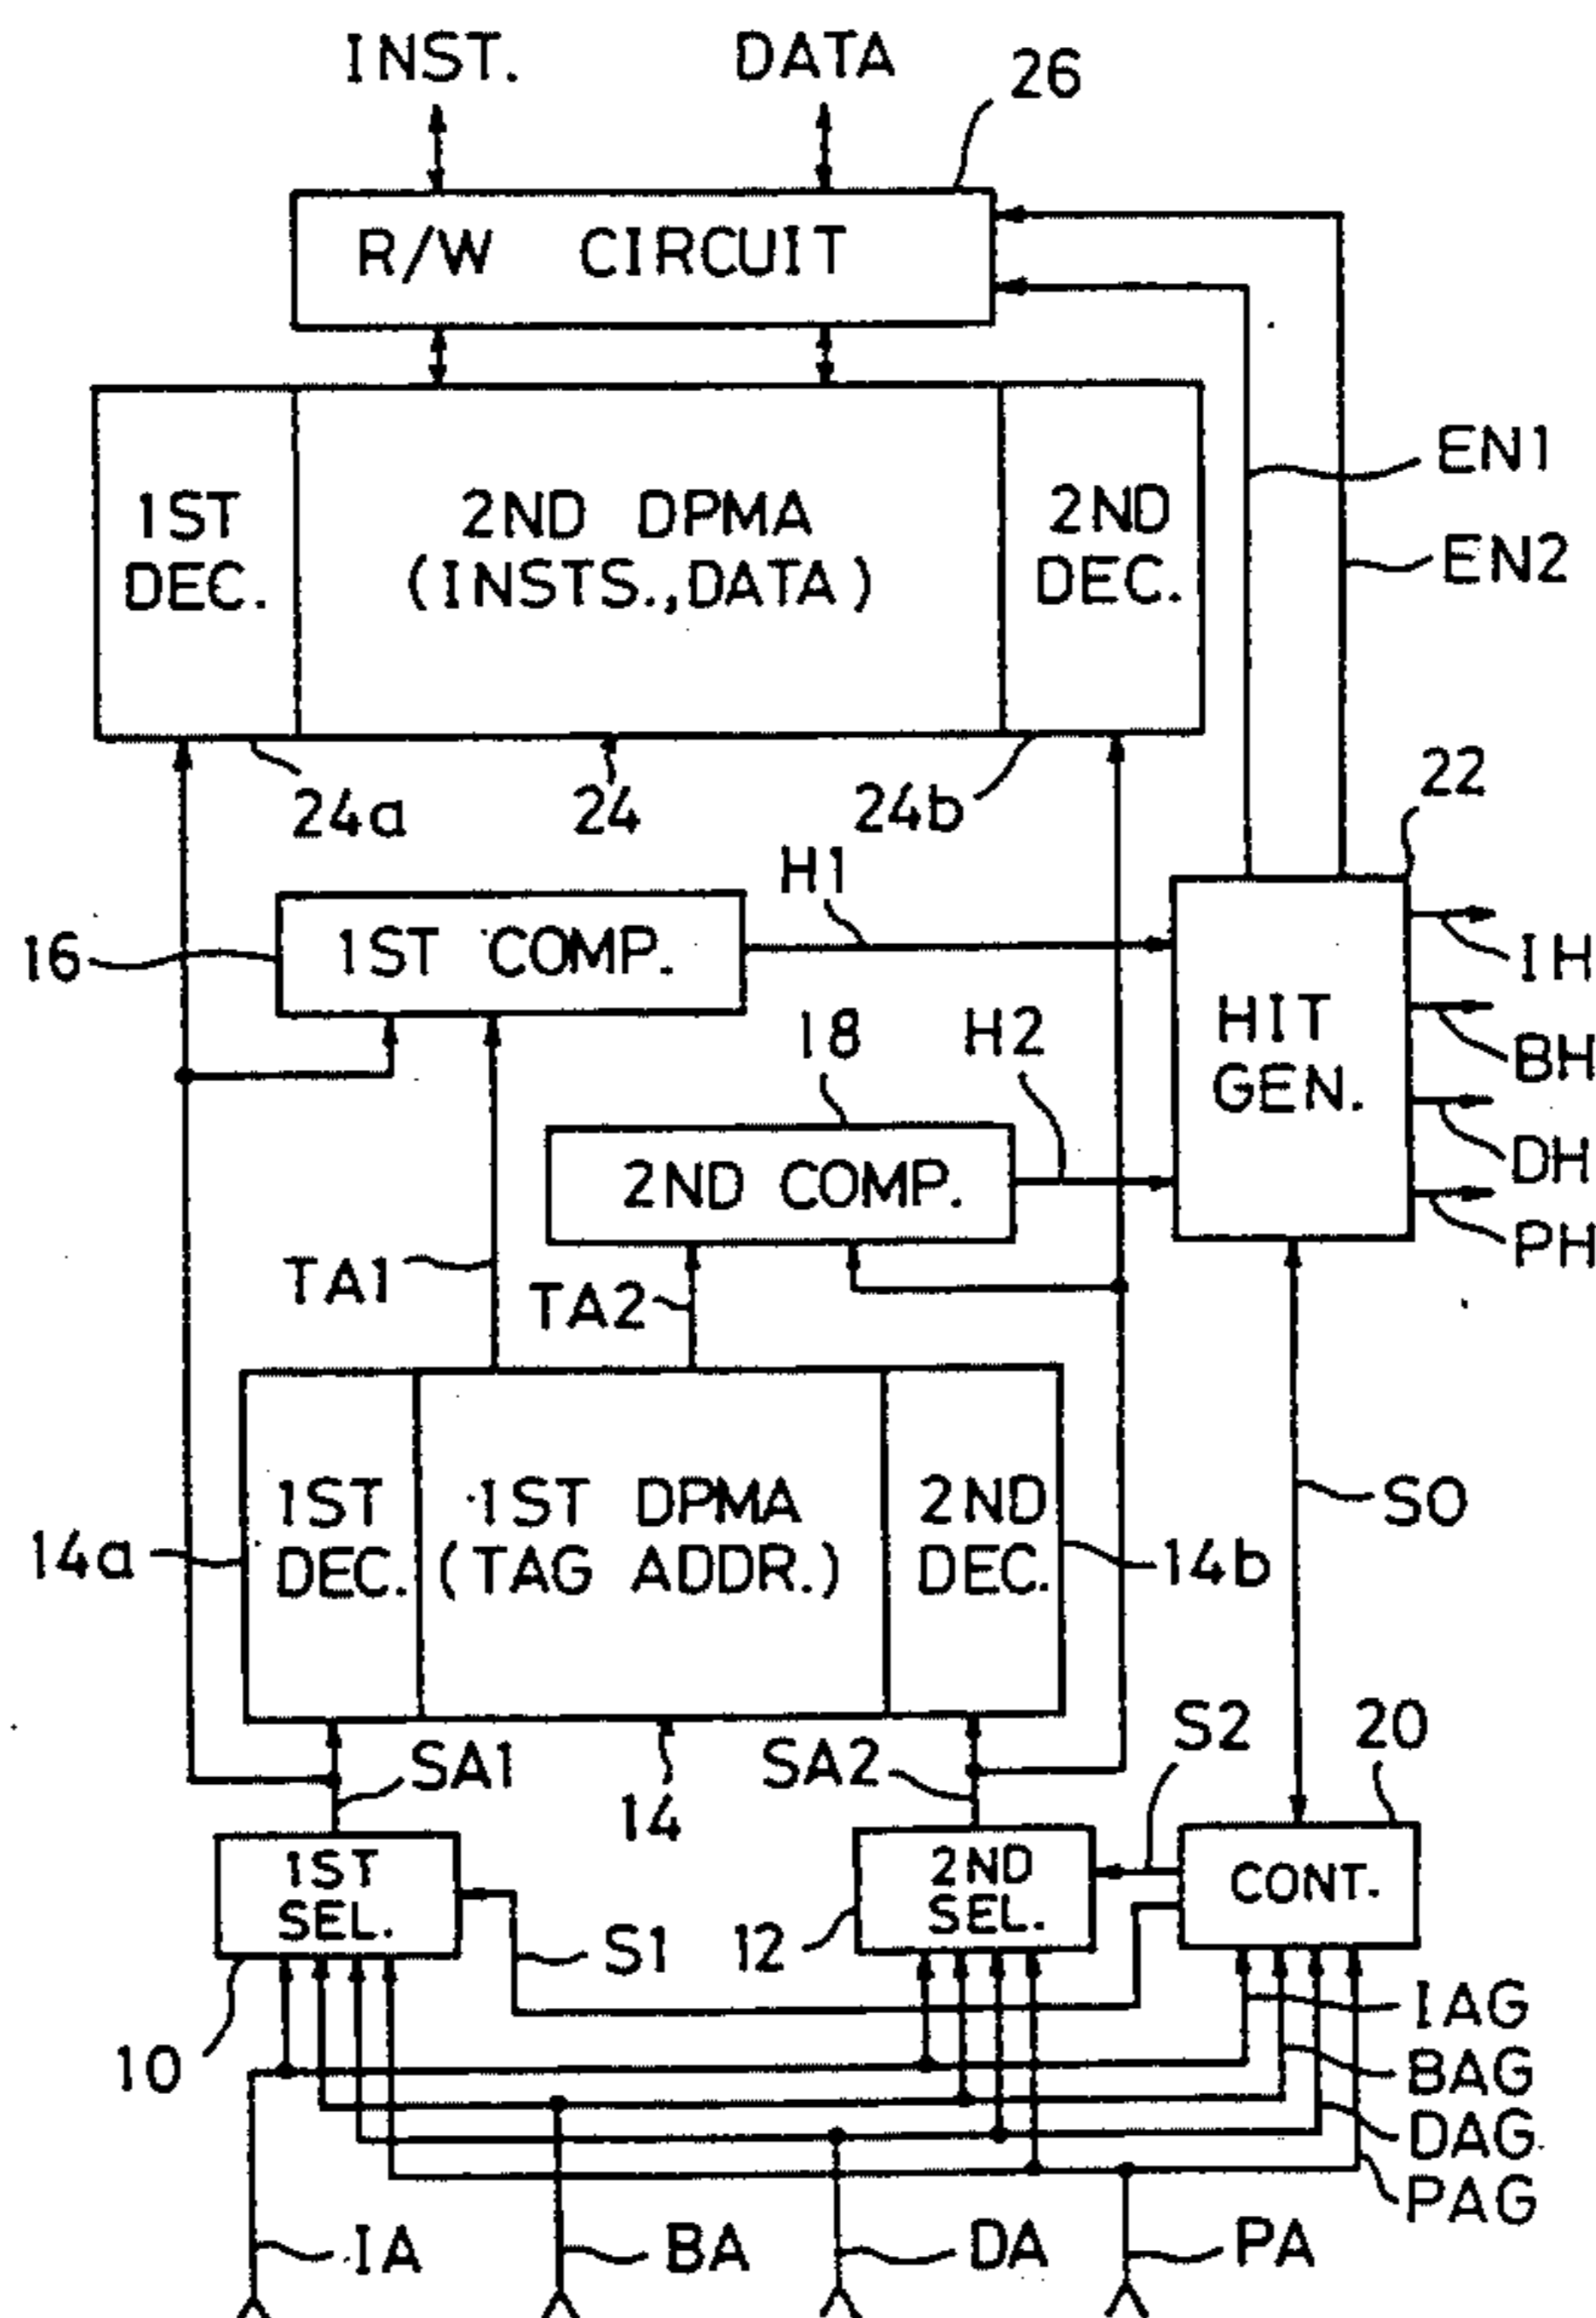 INST.
DATA
26
R/W CIRCUIT
EN1
1ST
DEC.
2ND DPMA
(INSTS.,DATA)
2ND
DEC.
EN2
24a
24
24b
22
H1
16
1ST COMP.
IH
18
H2
HIT
GEN.
BH
2ND COMP.
DH
PH
TA1
TA2
1ST
DEC.
1ST DPMA
(TAG ADDR.)
2ND
DEC.
S0
14a
14b
SA1
14
SA2
S2
20
1ST
SEL.
2ND
SEL.
CONT.
S1
12
10
IAG
BAG
DAG
PAG
IA
BA
DA
PA